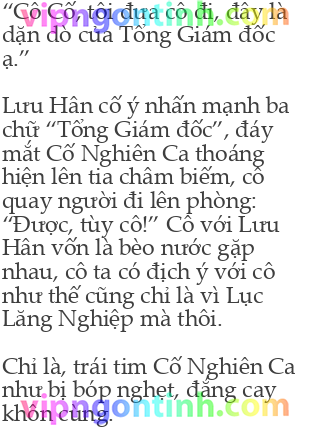 “Cố Cố, tôi đưa cô đi, đây là
dặn dò của Tổng Giám đốc
ạ.”
Lưu Hân cố ý nhấn mạnh ba
chữ “Tổng Giám đốc”, đáy
mắt Cố Nghiên Ca thoáng
hiện lên tia châm biếm, cô
quay người đi lên phòng:
“Được, tùy cô!” Cô với Lưu
Hân vốn là bèo nước gặp
nhau, cô ta có địch ý với cô
như thế cũng chỉ là vì Lục
Lăng Nghiệp mà thôi.
Chỉ là, trái tim Cố Nghiên Ca
như bị bóp nghẹt, đắng cay
khôn cùng.
vipngontinh.com
vipngontinh.com